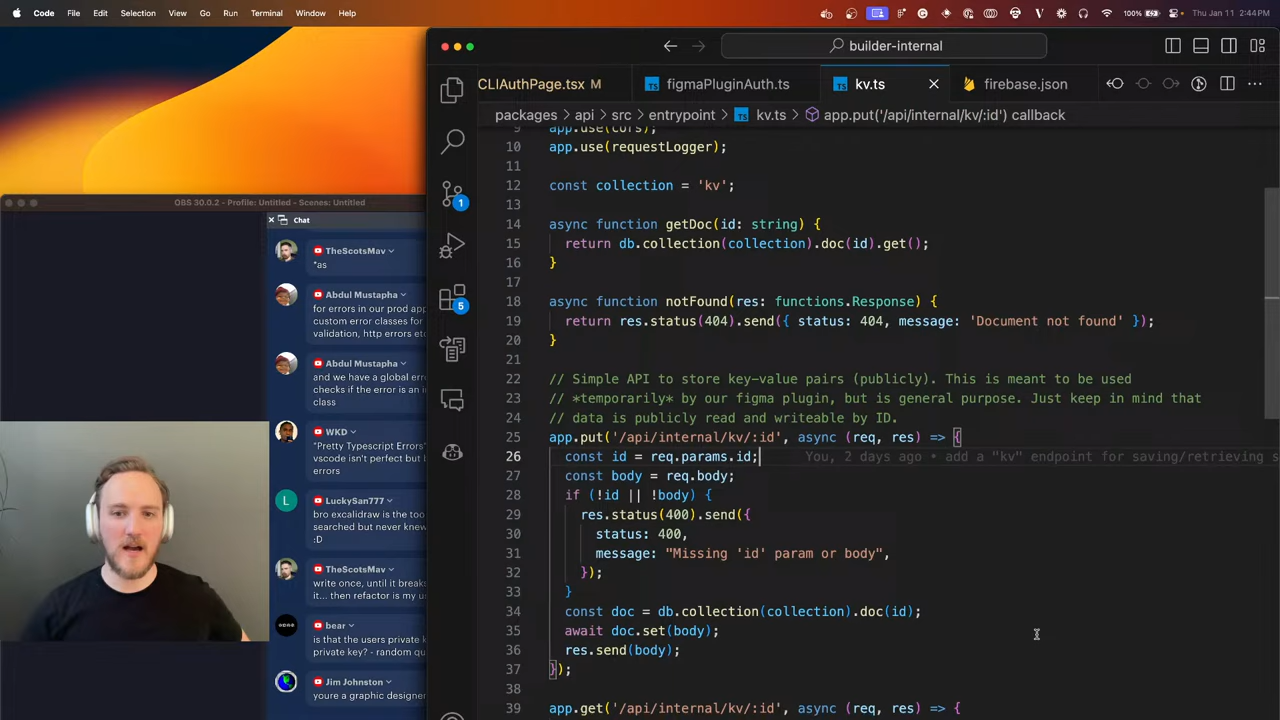 Code File Edit Selection View Go Run Terminal Window Help
100% Thu Jan 11 2:44 PM
builder-internal
CLIAuthPage.tsx M figmaPluginAuth.ts kv.ts firebase.json
packages > api > src > entrypoint > kv.ts > app.put('/api/internal/kv/:id') callback
9 app.use(cors);
10 app.use(requestLogger);
11
12 const collection = 'kv';
13
14 async function getDoc(id: string) {
15 return db.collection(collection).doc(id).get();
16 }
17
18 async function notFound(res: functions.Response) {
19 return res.status(404).send({ status: 404, message: 'Document not found' });
20 }
21
22 // Simple API to store key-value pairs (publicly). This is meant to be used
23 // *temporarily* by our figma plugin, but is general purpose. Just keep in mind that
24 // data is publicly read and writeable by ID.
25 app.put('/api/internal/kv/:id', async (req, res) => {
26 const id = req.params.id; You, 2 days ago • add a "kv" endpoint for saving/retrieving s
27 const body = req.body;
28 if (!id || !body) {
29 res.status(400).send({
30 status: 400,
31 message: "Missing 'id' param or body",
32 });
33 }
34 const doc = db.collection(collection).doc(id);
35 await doc.set(body);
36 res.send(body);
37 });
38
39 app.get('/api/internal/kv/:id', async (req, res) => {
1
5
OBS 30.0.2 - Profile: Untitled - Scenes: Untitled
Chat
TheScotsMav
*as
Abdul Mustapha
for errors in our prod app
custom error classes for
validation, http errors etc
Abdul Mustapha
and we have a global err
checks if the error is an i
class
WKD
"Pretty Typescript Errors"
vscode isn't perfect but b
errors
LuckySan777
bro excalidraw is the too
searched but never knew
:D
TheScotsMav
write once, until it breaks
it... then refactor is my u
bear
is that the users private k
private key? - random qu
Jim Johnston
youre a graphic designer